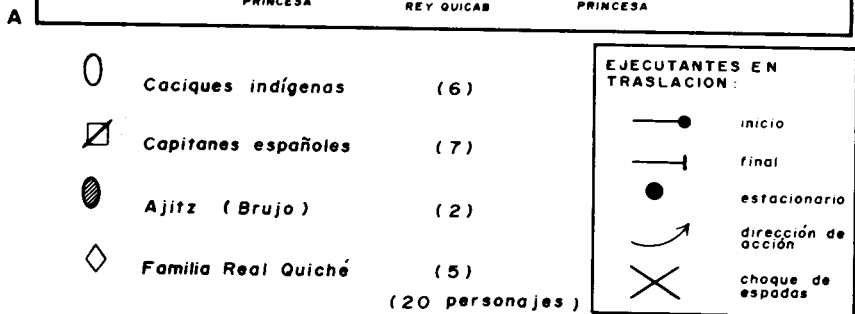 PRINCESA REY QUICAB PRINCESA
A
Caciques indígenas (6)
Capitanes españoles (7)
Ajitz (Brujo) (2)
Familia Real Quiché (5)
(20 personajes)
EJECUTANTES EN
TRASLACION:
inicio
final
estacionario
dirección de
acción
choque de
espadas